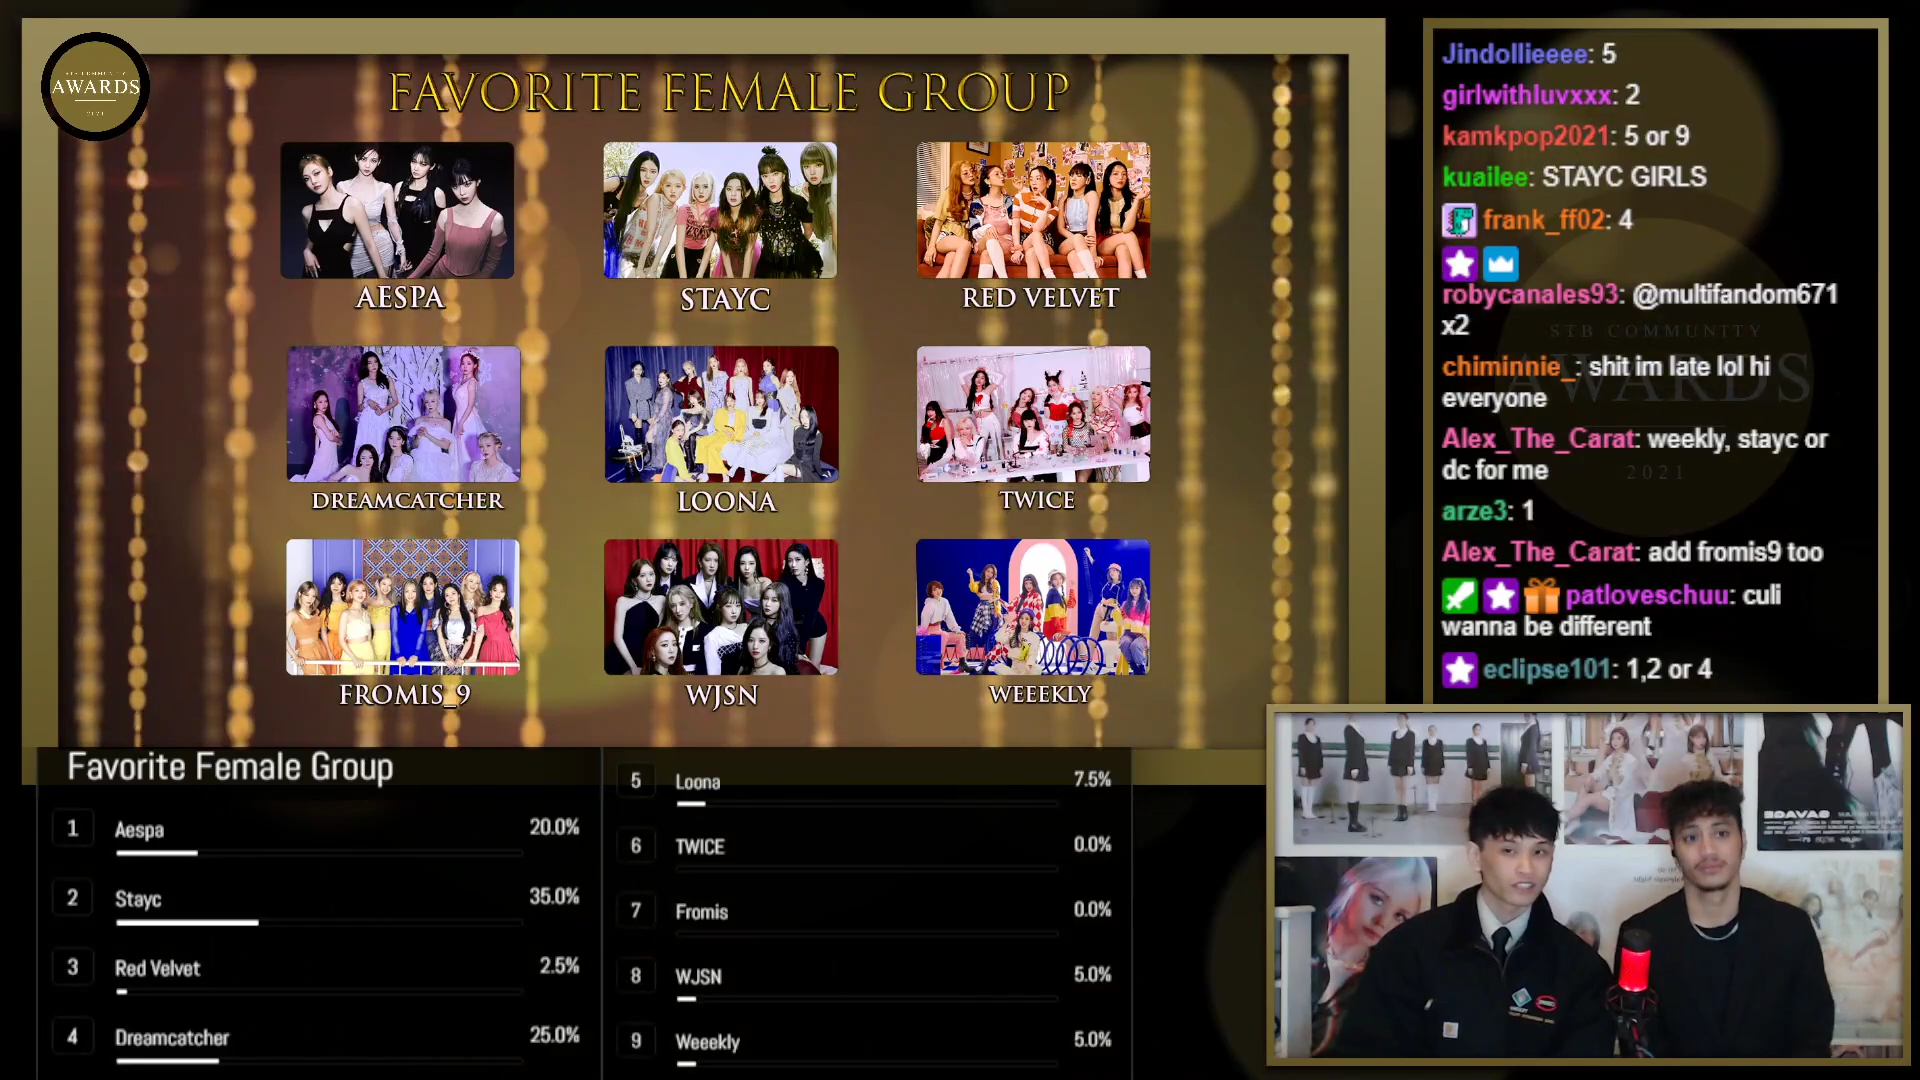 AWARDS
2021
FAVORITE FEMALE GROUP
AESPA
STAYC
RED VELVET
DREAMCATCHER
LOONA
TWICE
FROMIS_9
WJSN
WEEEKLY
Favorite Female Group
1 Aespa 20.0%
2 Stayc 35.0%
3 Red Velvet 2.5%
4 Dreamcatcher 25.0%
5 Loona 7.5%
6 TWICE 0.0%
7 Fromis 0.0%
8 WJSN 5.0%
9 Weeekly 5.0%
Jindollieeee: 5
girlwithluvxxx: 2
kamkpop2021: 5 or 9
kuailee: STAYC GIRLS
frank_ff02: 4
robycanales93: @multifandom671
x2
chiminnie_: shit im late lol hi
everyone
Alex_The_Carat: weekly, stayc or
dc for me
arze3: 1
Alex_The_Carat: add fromis9 too
patloveschuu: culi
wanna be different
eclipse101: 1,2 or 4
STB COMMUNITY
AWARDS
2021